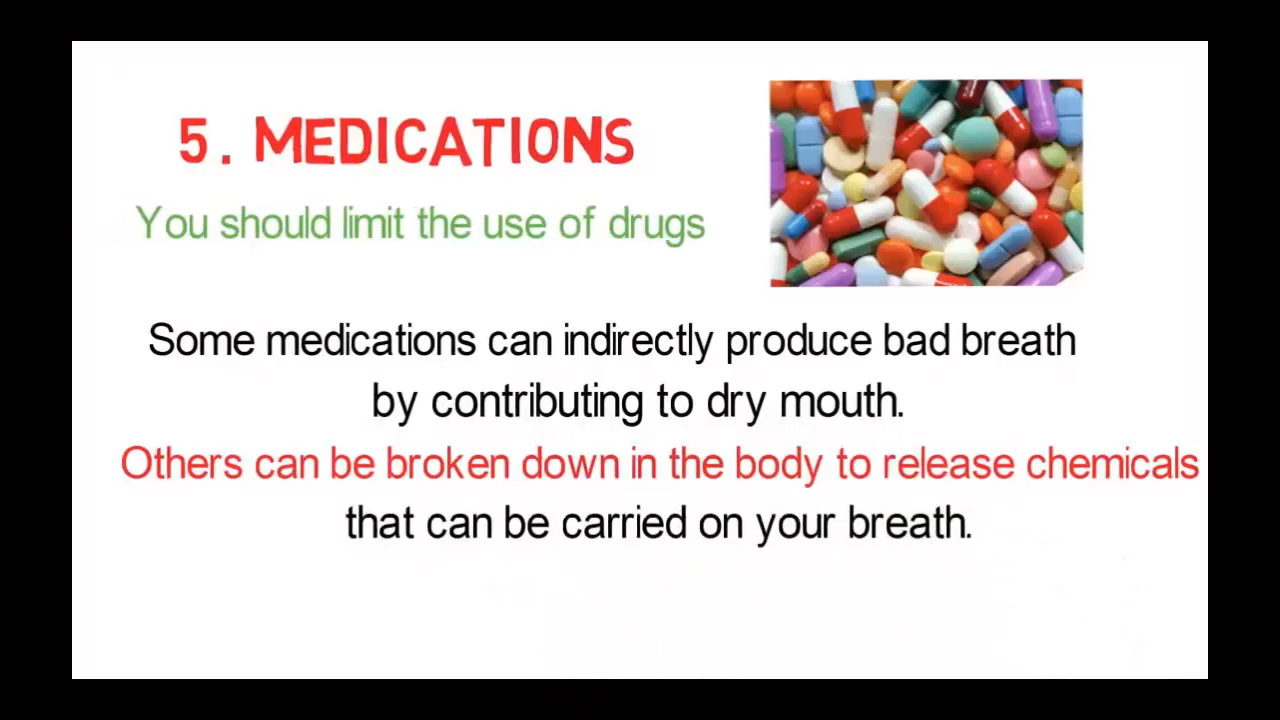 5. MEDICATIONS
You should limit the use of drugs
Some medications can indirectly produce bad breath
by contributing to dry mouth.
Others can be broken down in the body to release chemicals
that can be carried on your breath.